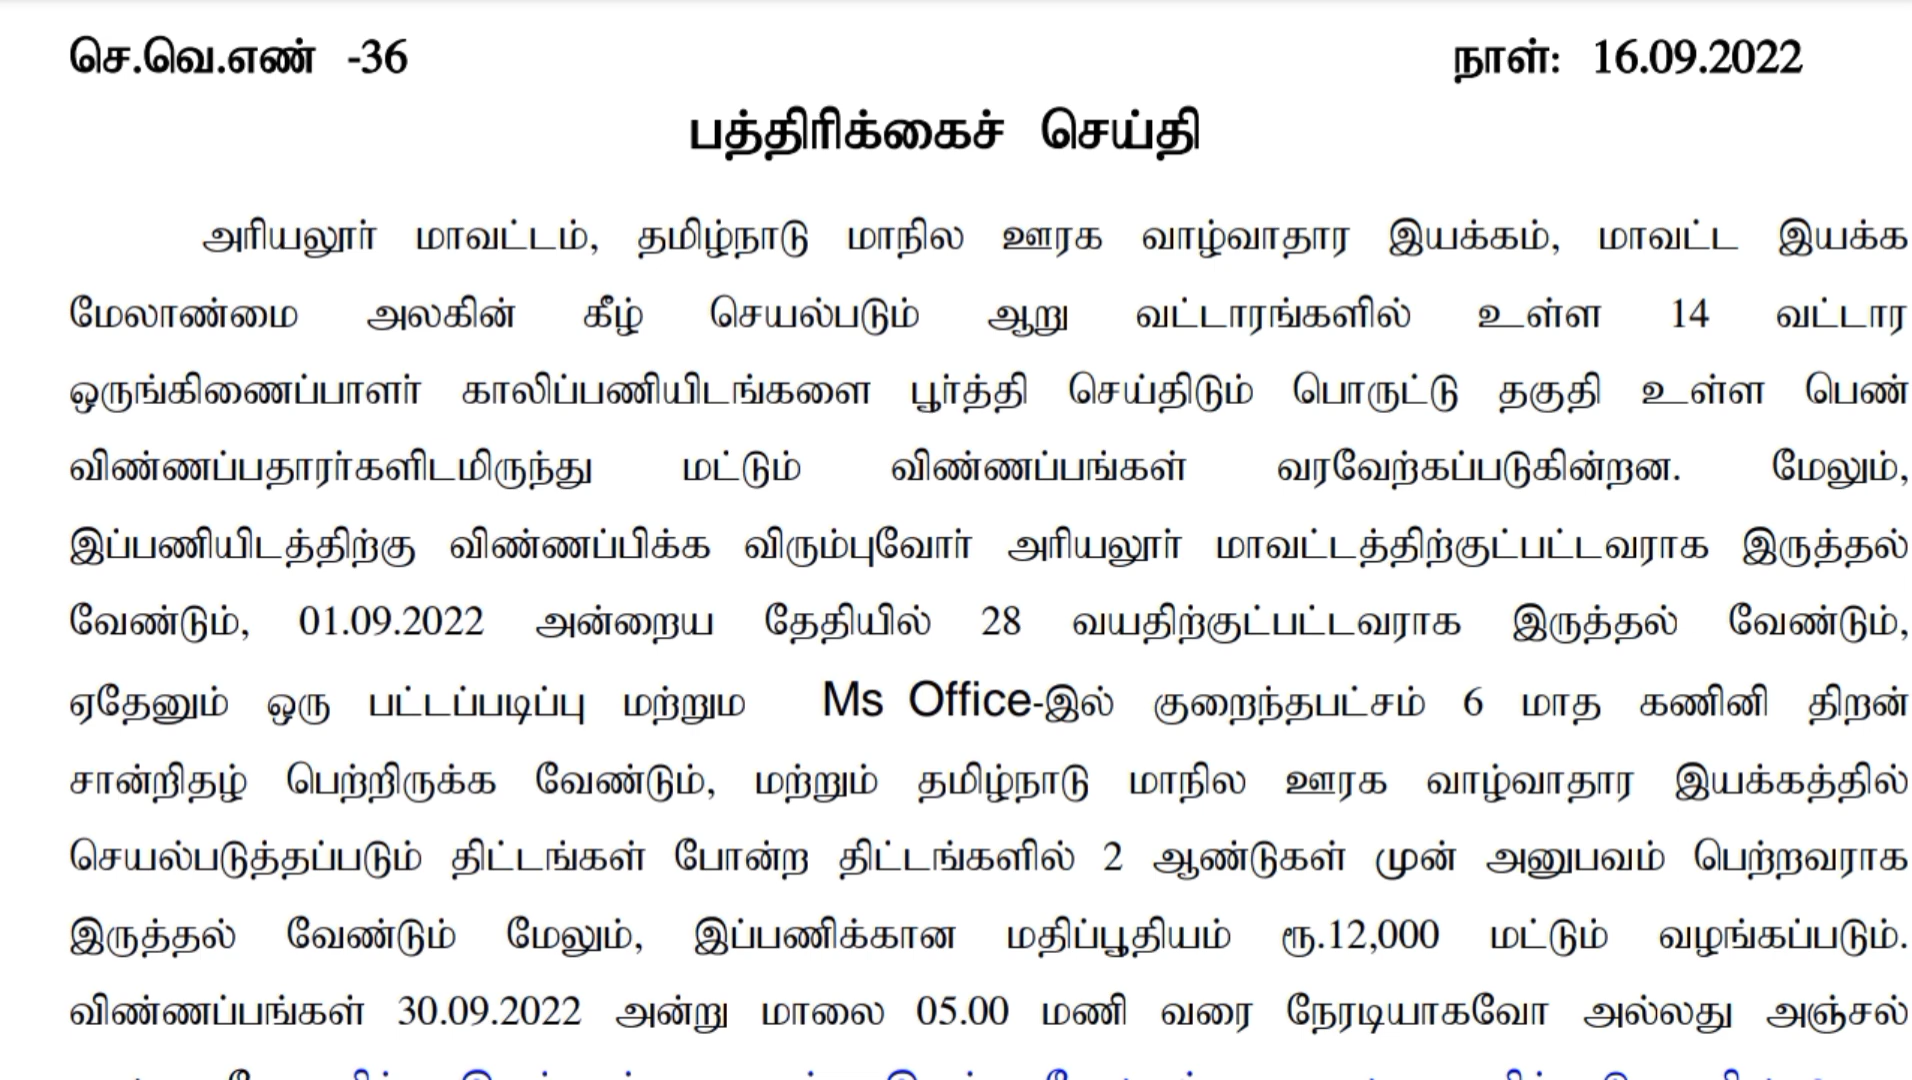 செ.வெ.எண் -36 நாள்: 16.09.2022
பத்திரிக்கைச் செய்தி
அரியலூர் மாவட்டம், தமிழ்நாடு மாநில ஊரக வாழ்வாதார இயக்கம், மாவட்ட இயக்க
மேலாண்மை அலகின் கீழ் செயல்படும் ஆறு வட்டாரங்களில் உள்ள 14 வட்டார
ஒருங்கிணைப்பாளர் காலிப்பணியிடங்களை பூர்த்தி செய்திடும் பொருட்டு தகுதி உள்ள பெண்
விண்ணப்பதாரர்களிடமிருந்து மட்டும் விண்ணப்பங்கள் வரவேற்கப்படுகின்றன. மேலும்,
இப்பணியிடத்திற்கு விண்ணப்பிக்க விரும்புவோர் அரியலூர் மாவட்டத்திற்குட்பட்டவராக இருத்தல்
வேண்டும், 01.09.2022 அன்றைய தேதியில் 28 வயதிற்குட்பட்டவராக இருத்தல் வேண்டும்,
ஏதேனும் ஒரு பட்டப்படிப்பு மற்றும Ms Office-இல் குறைந்தபட்சம் 6 மாத கணினி திறன்
சான்றிதழ் பெற்றிருக்க வேண்டும், மற்றும் தமிழ்நாடு மாநில ஊரக வாழ்வாதார இயக்கத்தில்
செயல்படுத்தப்படும் திட்டங்கள் போன்ற திட்டங்களில் 2 ஆண்டுகள் முன் அனுபவம் பெற்றவராக
இருத்தல் வேண்டும் மேலும், இப்பணிக்கான மதிப்பூதியம் ரூ.12,000 மட்டும் வழங்கப்படும்.
விண்ணப்பங்கள் 30.09.2022 அன்று மாலை 05.00 மணி வரை நேரடியாகவோ அல்லது அஞ்சல்